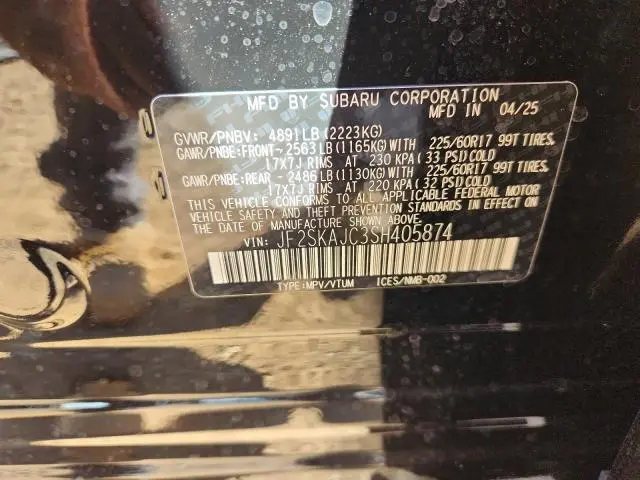 MFD BY SUBARU CORPORATION
MFD IN 04/25
GVWR/PNBV: 4891LB(2223KG)
GAWR/PNBE:FRONT-2563LB(1165KG)WITH 225/60R17 99T TIRES,
17X7J RIMS AT 230 KPA(33 PSI)COLD
GAWR/PNBE:REAR -2486LB(1130KG)WITH 225/60R17 99T TIRES,
17X7J RIMS AT 220 KPA(32 PSI)COLD
THIS VEHICLE CONFORMS TO ALL APPLICABLE FEDERAL MOTOR
VEHICLE SAFETY AND THEFT PREVENTION STANDARDS IN EFFECT
ON THE DATE OF MANUFACTURE SHOWN ABOVE.
VIN: JF2SKAJC3SH405874
TYPE:MPV/VTUM ICES/NMB-002